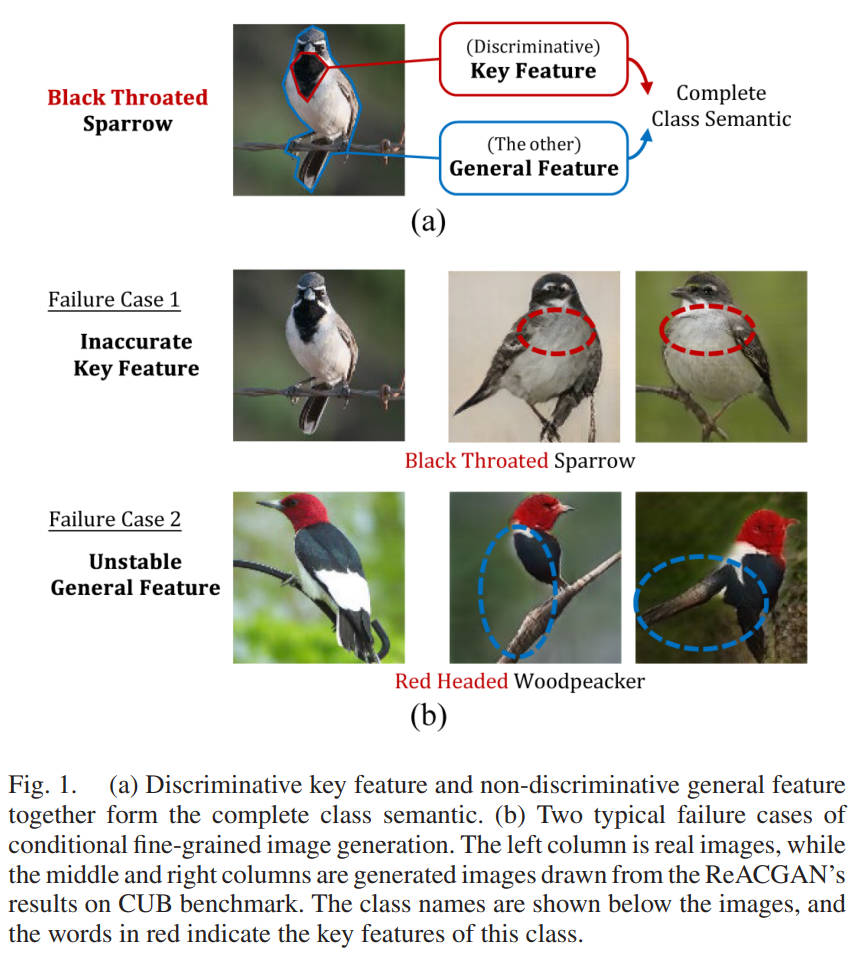 Black Throated
Sparrow
(Discriminative)
Key Feature
(The other)
General Feature
Complete
Class Semantic
(a)
Failure Case 1
Inaccurate
Key Feature
Black Throated Sparrow
Failure Case 2
Unstable
General Feature
Red Headed Woodpeacker
(b)
Fig. 1. (a) Discriminative key feature and non-discriminative general feature
together form the complete class semantic. (b) Two typical failure cases of
conditional fine-grained image generation. The left column is real images, while
the middle and right columns are generated images drawn from the ReACGAN’s
results on CUB benchmark. The class names are shown below the images, and
the words in red indicate the key features of this class.